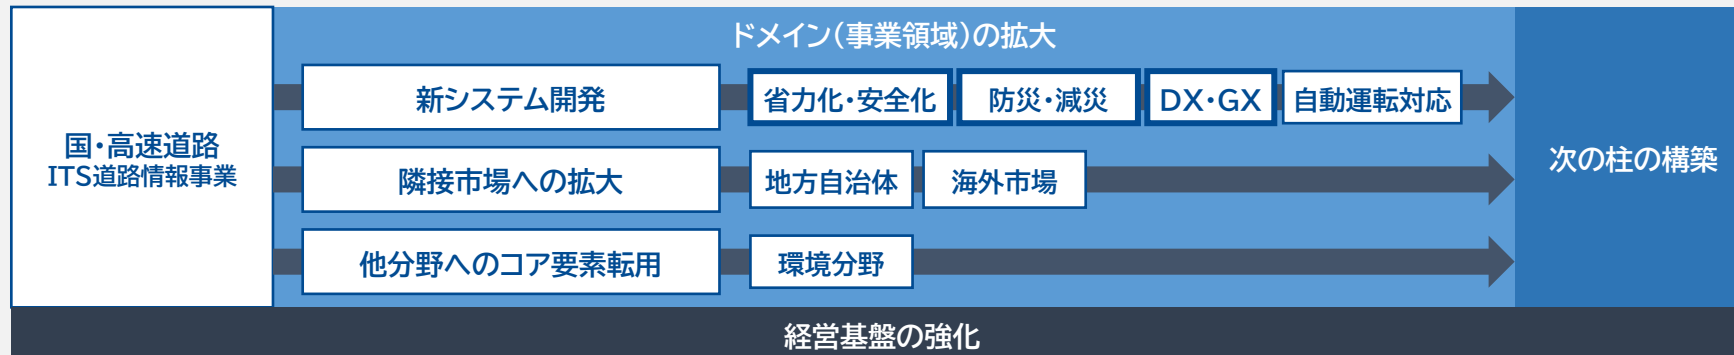 ドメイン(事業領域)の拡大
国・高速道路
ITS道路情報事業
新システム開発
省力化・安全化
防災・減災
DX・GX
自動運転対応
隣接市場への拡大
地方自治体
海外市場
他分野へのコア要素転用
環境分野
次の柱の構築
経営基盤の強化